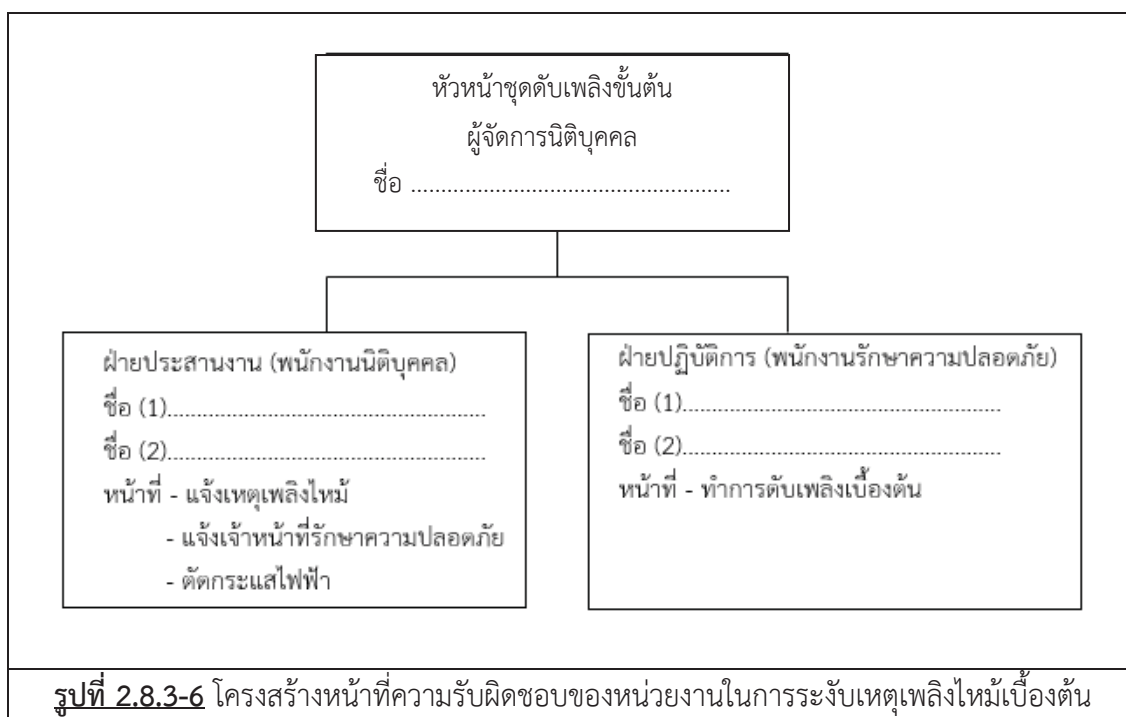 หัวหน้าชุดดับเพลิงขั้นต้น
ผู้จัดการนิติบุคคล
ชื่อ .....................................................
ฝ่ายประสานงาน (พนักงานนิติบุคคล)
ชื่อ (1).....................................................
ชื่อ (2).....................................................
หน้าที่ - แจ้งเหตุเพลิงไหม้
- แจ้งเจ้าหน้าที่รักษาความปลอดภัย
- ตัดกระแสไฟฟ้า
ฝ่ายปฏิบัติการ (พนักงานรักษาความปลอดภัย)
ชื่อ (1).....................................................
ชื่อ (2).....................................................
หน้าที่ - ทำการดับเพลิงเบื้องต้น
รูปที่ 2.8.3-6 โครงสร้างหน้าที่ความรับผิดชอบของหน่วยงานในการระงับเหตุเพลิงไหม้เบื้องต้น